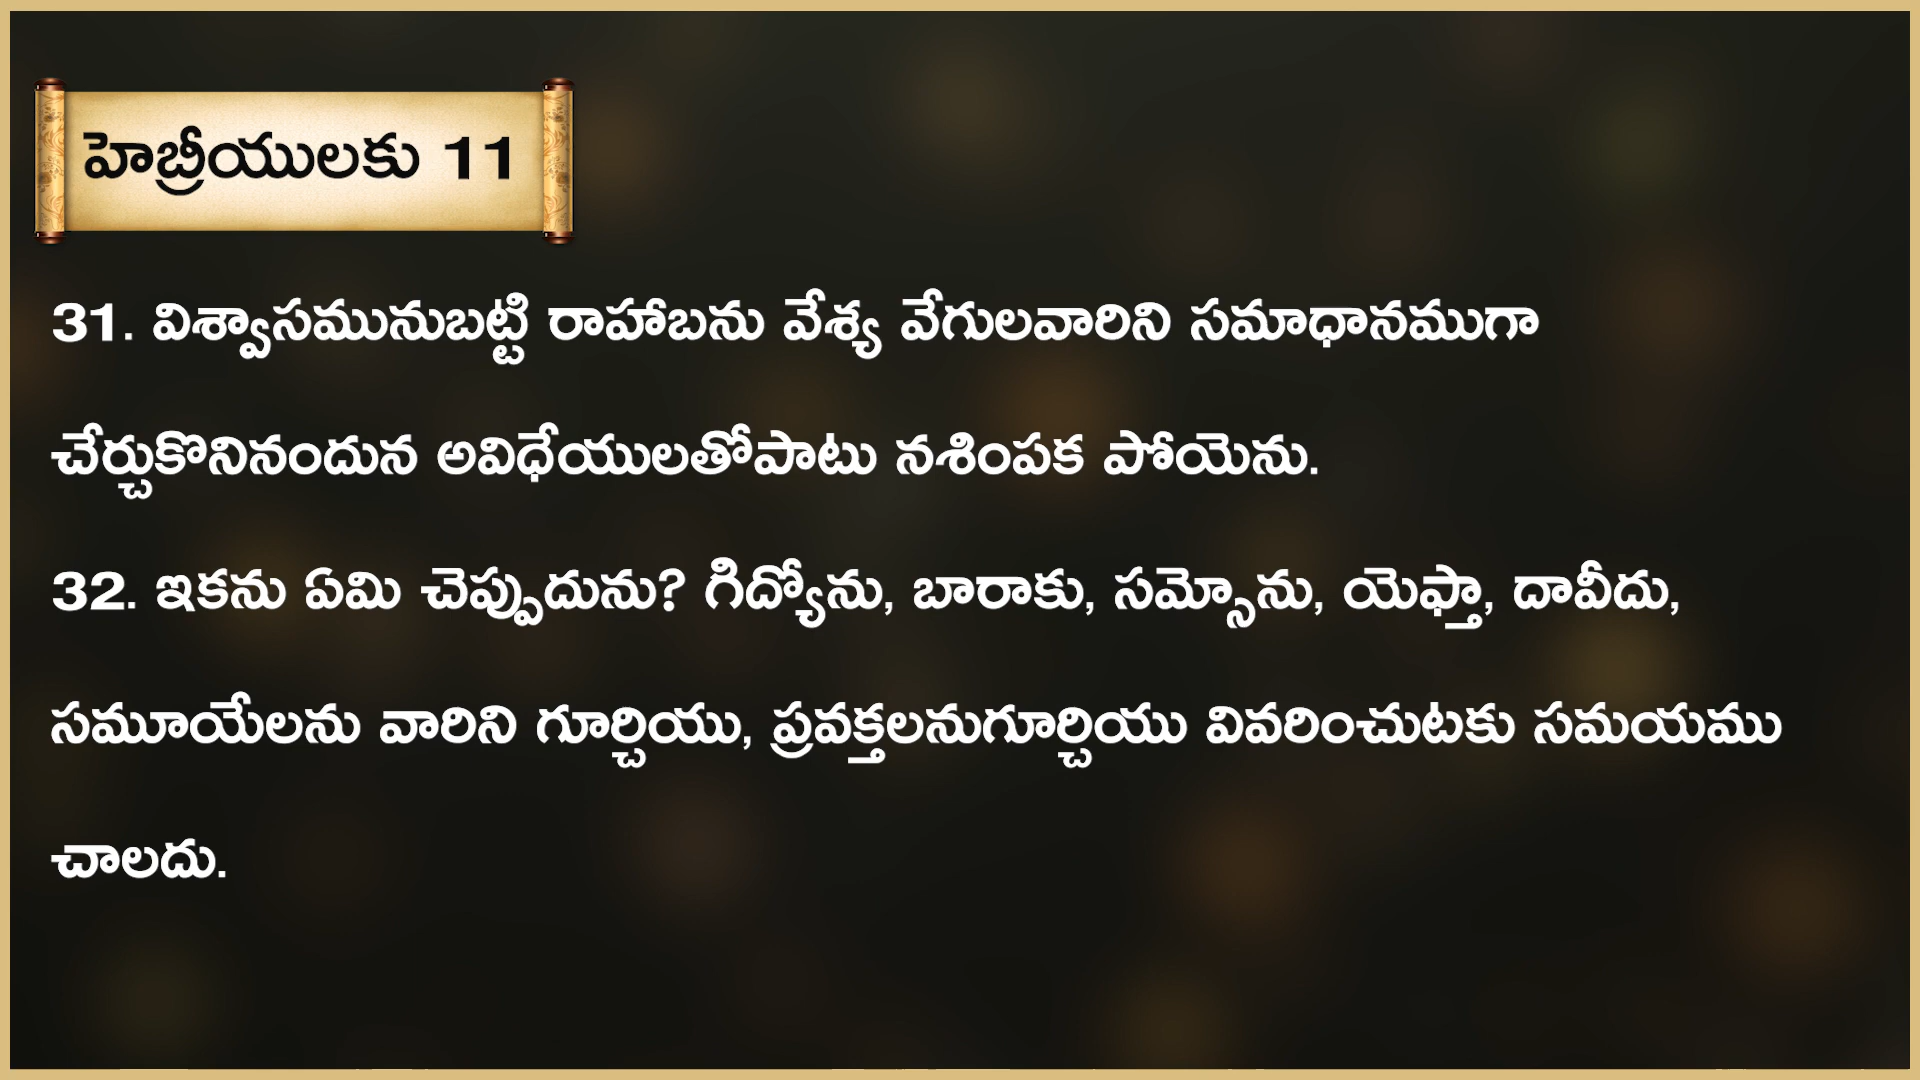 హెబ్రీయులకు 11
31. విశ్వాసమునుబట్టి రాహాబను వేశ్య వేగులవారిని సమాధానముగా
చేర్చుకొనినందున అవిధేయులతోపాటు నశింపక పోయెను.
32. ఇకను ఏమి చెప్పుదును? గిద్యోను, బారాకు, సమ్సోను, యెఫ్తా, దావీదు,
సమూయేలను వారిని గూర్చియు, ప్రవక్తలనుగూర్చియు వివరించుటకు సమయము
చాలదు.